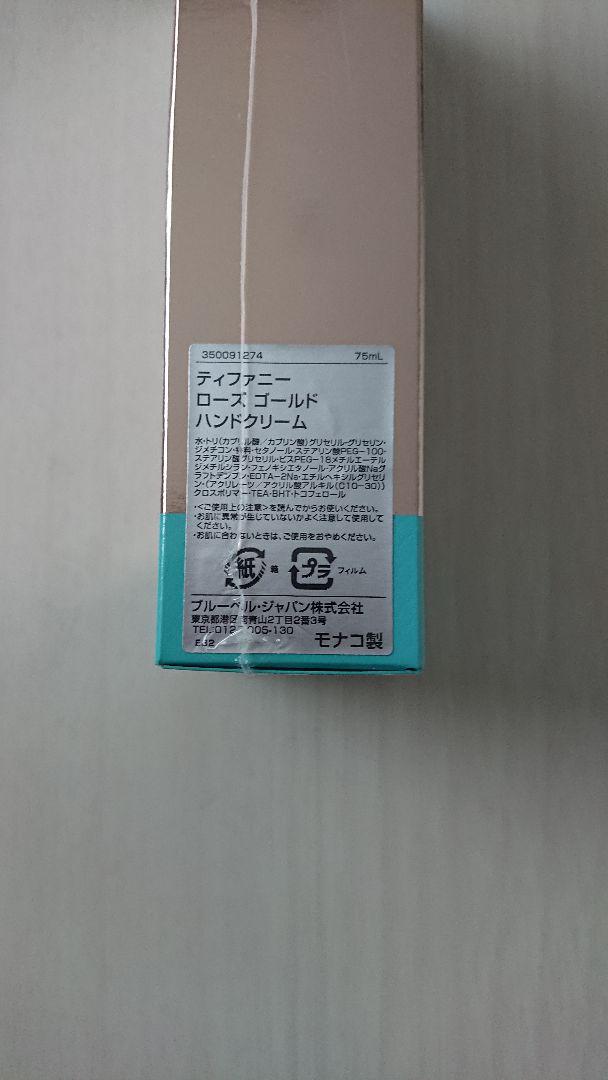 350091274 75mL
ティファニー
ローズ ゴールド
ハンドクリーム
水・トリ(カプリル酸/カプリン酸)グリセリル・グリセリン・
ジメチコン・香料・セタノール・ステアリン酸PEG-100・
ステアリン酸グリセリル・ビスPEG-18メチルエーテル
ジメチルシラン・フェノキシエタノール・アクリル酸Naグ
ラフトデンプン・EDTA-2Na・エチルヘキシルグリセリ
ン・(アクリレーツ/アクリル酸アルキル(C10-30))
クロスポリマー・TEA・BHT・トコフェロール
・<ご使用上の注意>を読んでからお使いください。
・お肌に異常が生じていないかよく注意して使用して
ください。
・お肌に合わないときは、ご使用をおやめください。
紙 箱 プラ フィルム
ブルーベル・ジャパン株式会社
東京都港区南青山2丁目2番3号
TEL:0120-005-130
モナコ製